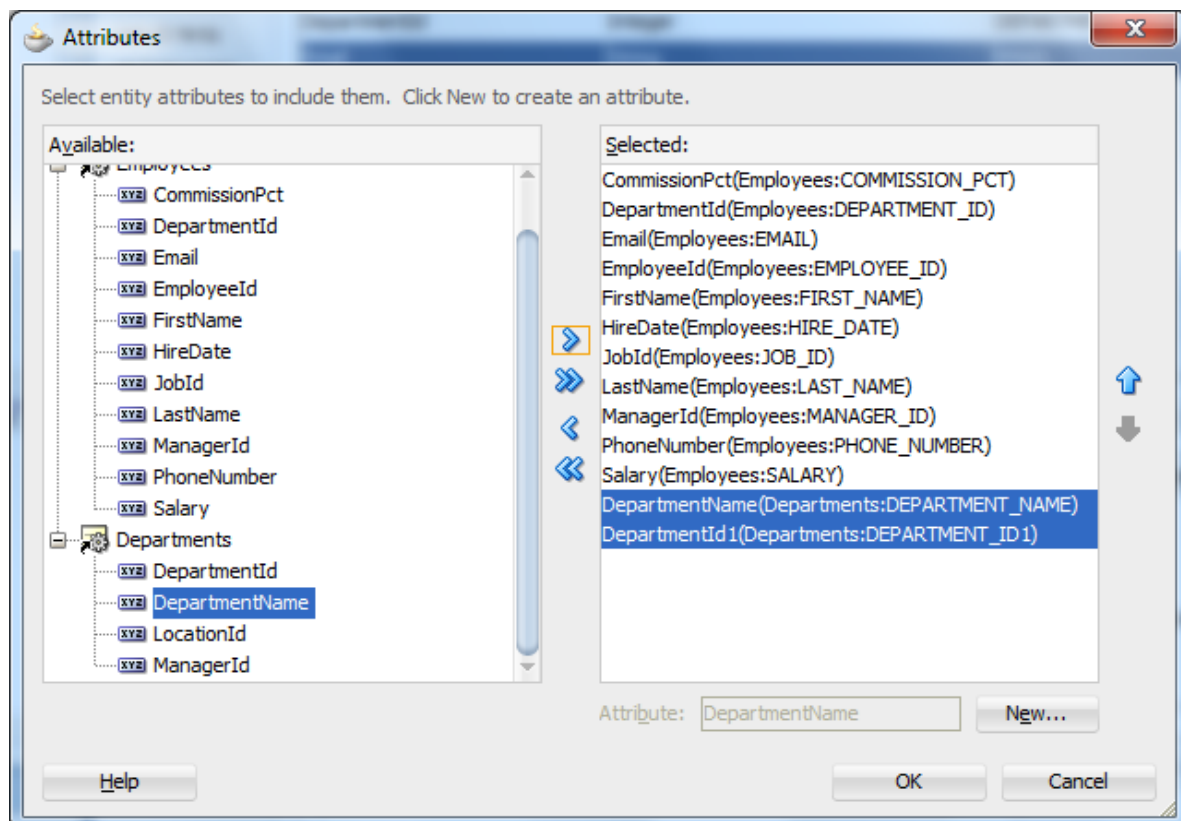 Attributes
Select entity attributes to include them. Click New to create an attribute.
Available:
Employees
CommissionPct
DepartmentId
Email
EmployeeId
FirstName
HireDate
JobId
LastName
ManagerId
PhoneNumber
Salary
Departments
DepartmentId
DepartmentName
LocationId
ManagerId
Selected:
CommissionPct(Employees:COMMISSION_PCT)
DepartmentId(Employees:DEPARTMENT_ID)
Email(Employees:EMAIL)
EmployeeId(Employees:EMPLOYEE_ID)
FirstName(Employees:FIRST_NAME)
HireDate(Employees:HIRE_DATE)
JobId(Employees:JOB_ID)
LastName(Employees:LAST_NAME)
ManagerId(Employees:MANAGER_ID)
PhoneNumber(Employees:PHONE_NUMBER)
Salary(Employees:SALARY)
DepartmentName(Departments:DEPARTMENT_NAME)
DepartmentId1(Departments:DEPARTMENT_ID1)
Attribute: DepartmentName New...
Help OK Cancel